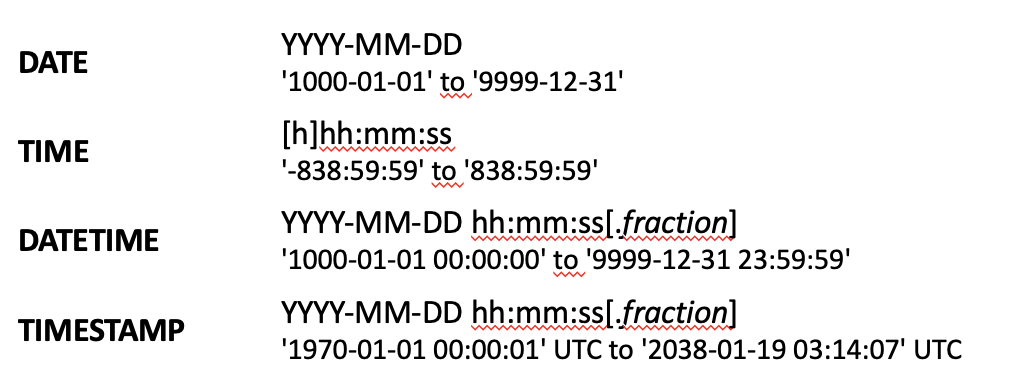 DATE
YYYY-MM-DD
'1000-01-01' to '9999-12-31'
TIME
[h]hh:mm:ss
'-838:59:59' to '838:59:59'
DATETIME
YYYY-MM-DD hh:mm:ss[.fraction]
'1000-01-01 00:00:00' to '9999-12-31 23:59:59'
TIMESTAMP
YYYY-MM-DD hh:mm:ss[.fraction]
'1970-01-01 00:00:01' UTC to '2038-01-19 03:14:07' UTC